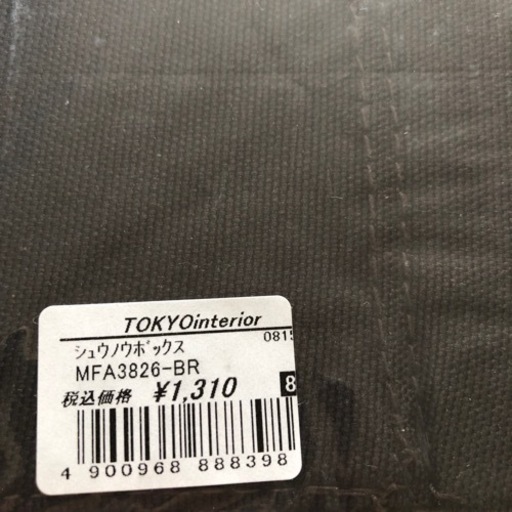 TOKYOinterior
0815
ｼｭｳﾉｳﾎﾞｯｸｽ
MFA3826-BR
税込価格 ¥1,310
8
4 900968 888398